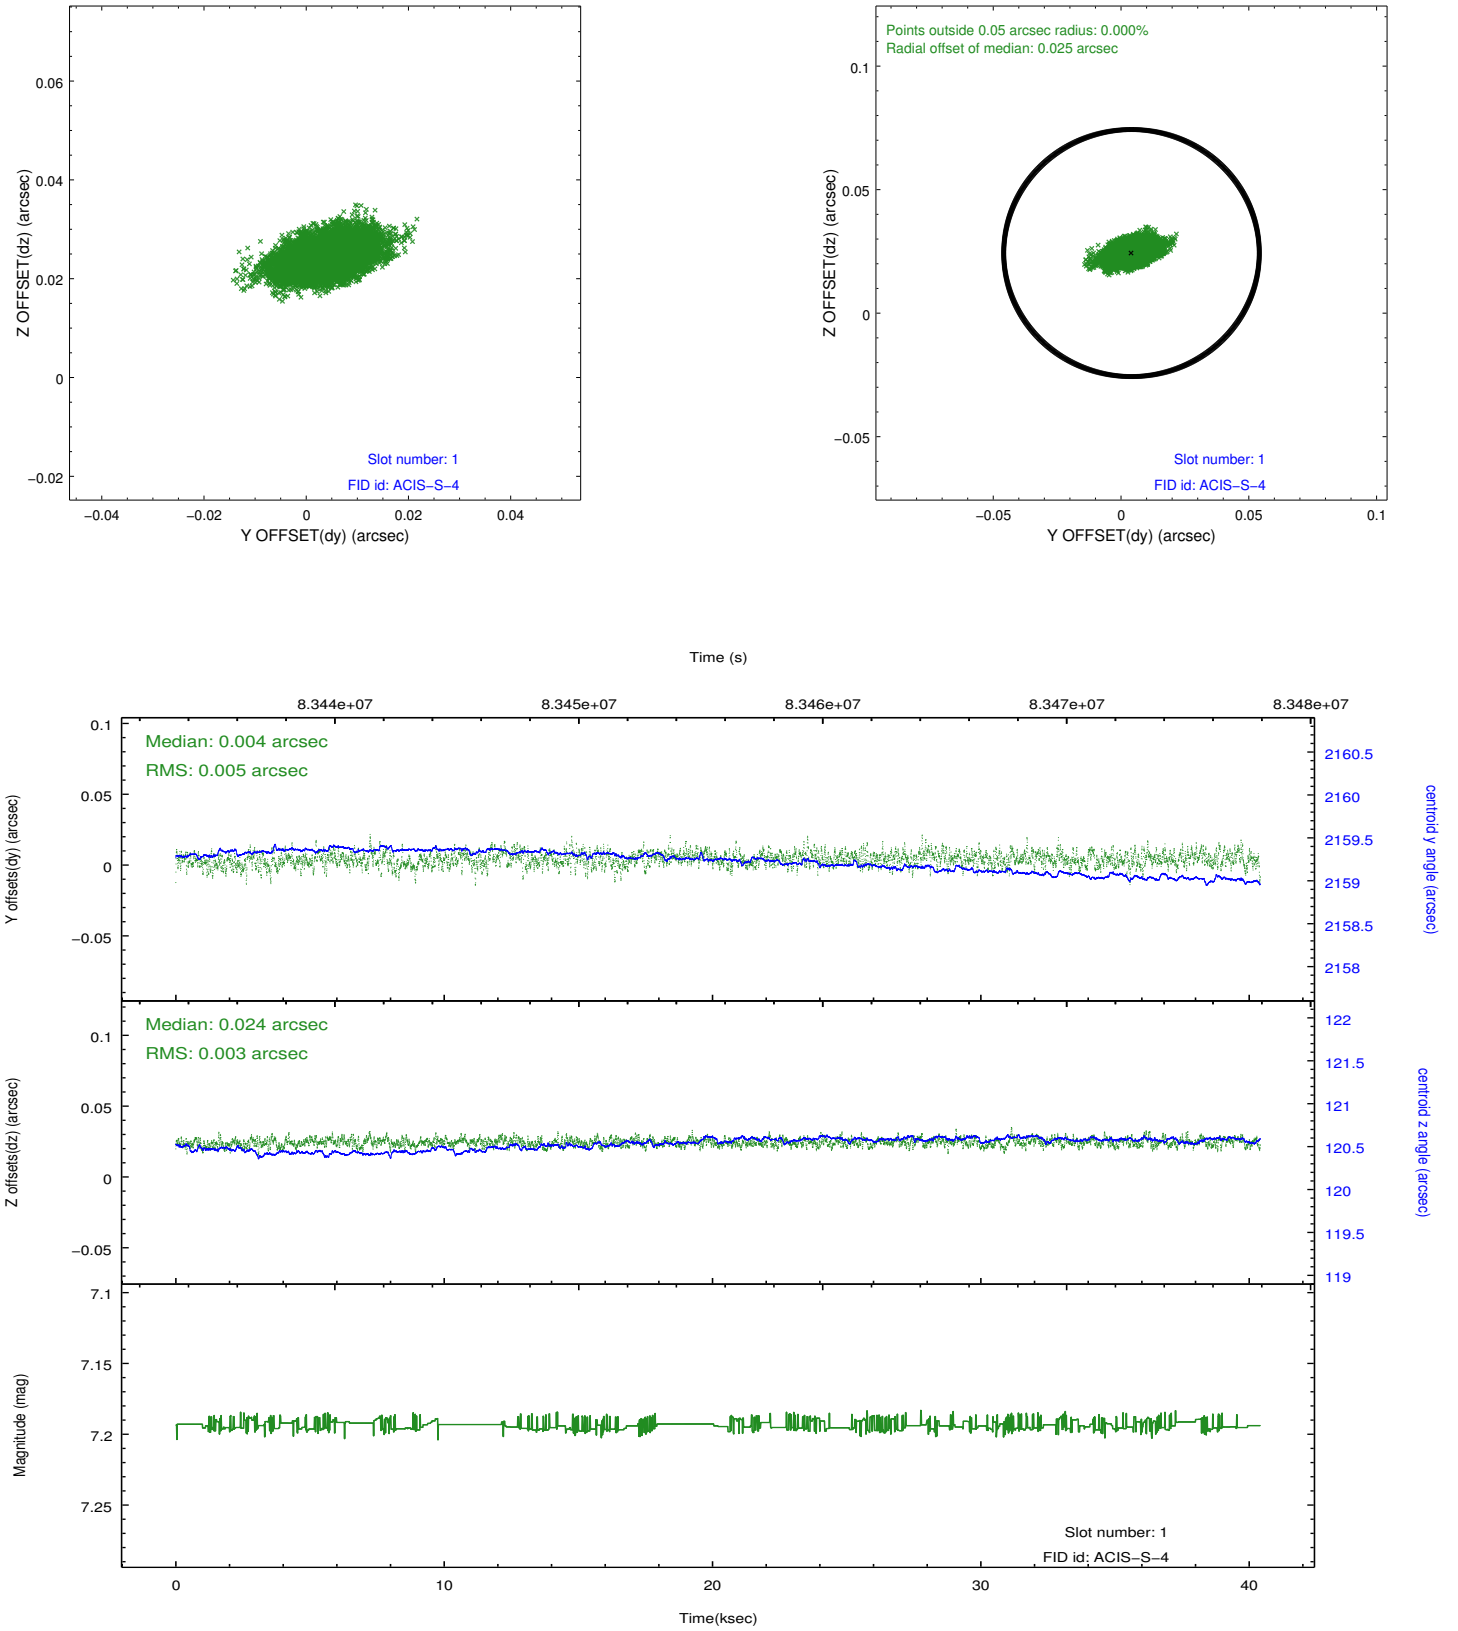 0.06
0.04
0.02
0
−0.02
Z OFFSET(dz) (arcsec)
Slot number: 1
FID id: ACIS−S−4
−0.04 −0.02 0 0.02 0.04
Y OFFSET(dy) (arcsec)
Points outside 0.05 arcsec radius: 0.000%
Radial offset of median: 0.025 arcsec
0.1
0.05
0
−0.05
Z OFFSET(dz) (arcsec)
Slot number: 1
FID id: ACIS−S−4
−0.05 0 0.05 0.1
Y OFFSET(dy) (arcsec)
Time (s)
8.344e+07 8.345e+07 8.346e+07 8.347e+07 8.348e+07
Median: 0.004 arcsec
RMS: 0.005 arcsec
0.1
0.05
0
−0.05
Y offsets(dy) (arcsec)
2160.5
2160
2159.5
2159
2158.5
2158
centroid y angle (arcsec)
Median: 0.024 arcsec
RMS: 0.003 arcsec
0.1
0.05
0
−0.05
Z offsets(dz) (arcsec)
122
121.5
121
120.5
120
119.5
119
centroid z angle (arcsec)
7.1
7.15
7.2
7.25
Magnitude (mag)
Slot number: 1
FID id: ACIS−S−4
0 10 20 30 40
Time(ksec)